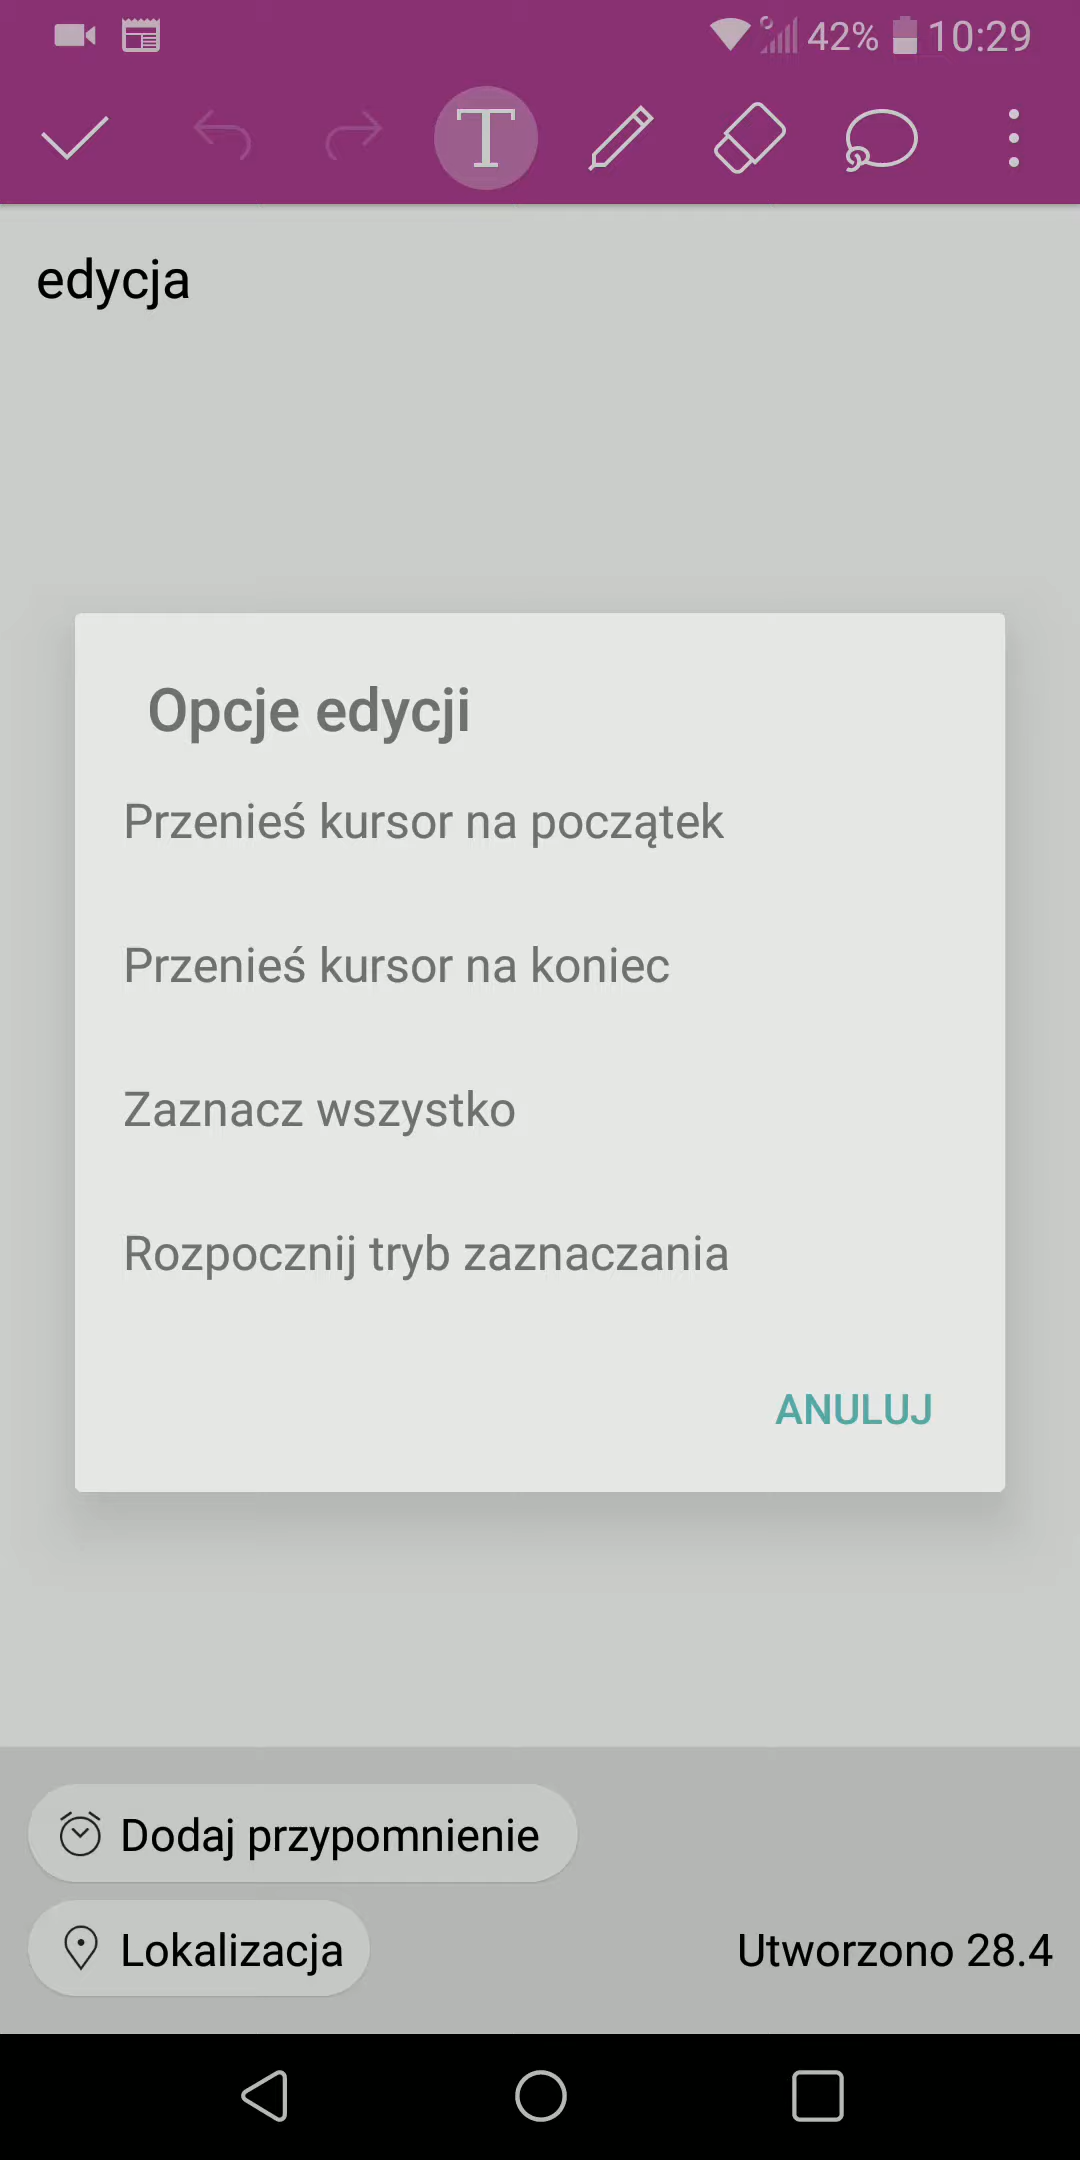 42% 10:29
T
edycja
Opcje edycji
Przenieś kursor na początek
Przenieś kursor na koniec
Zaznacz wszystko
Rozpocznij tryb zaznaczania
ANULUJ
Dodaj przypomnienie
Lokalizacja
Utworzono 28.4